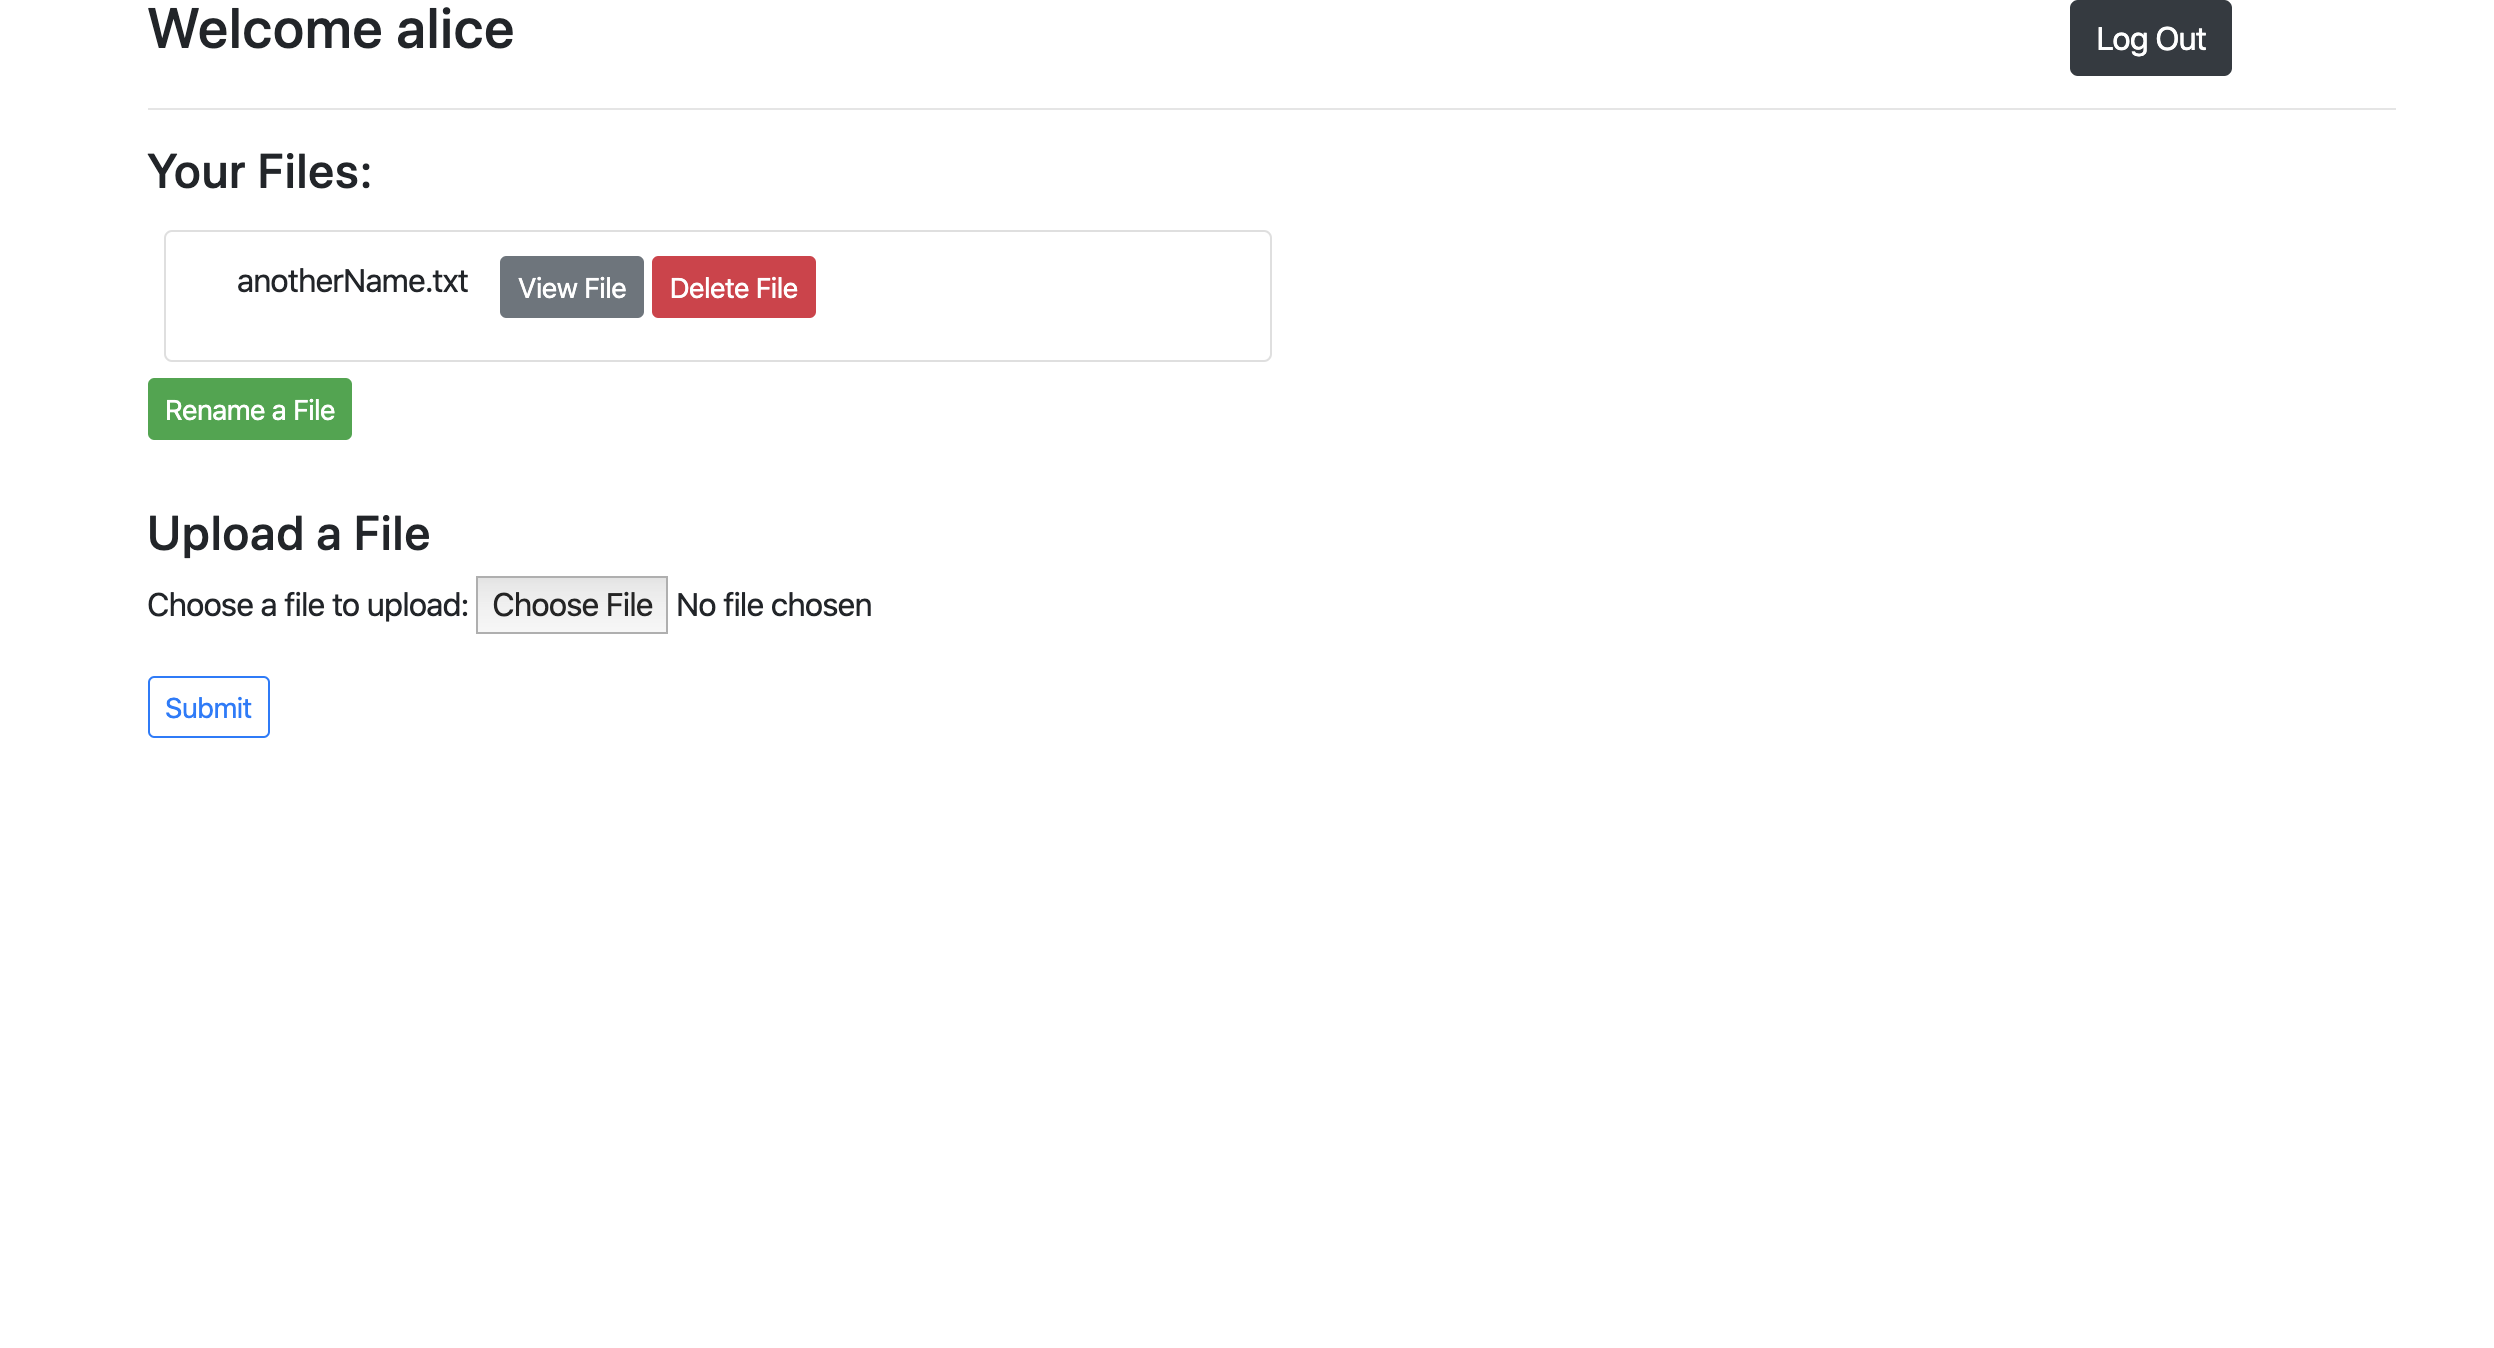 Welcome alice
Log Out
Your Files:
anotherName.txt View File Delete File
Rename a File
Upload a File
Choose a file to upload: Choose File No file chosen
Submit